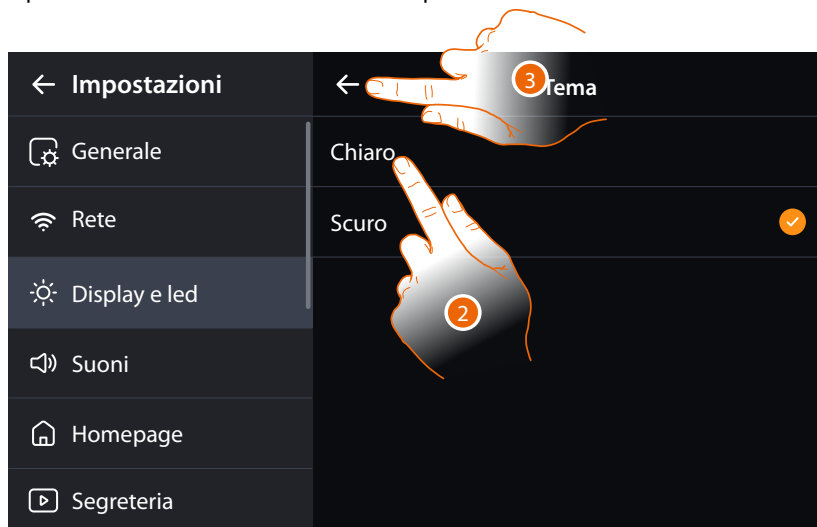 Impostazioni
Tema
3
Generale
Chiaro
Rete
Scuro
Display e led
2
Suoni
Homepage
Segreteria